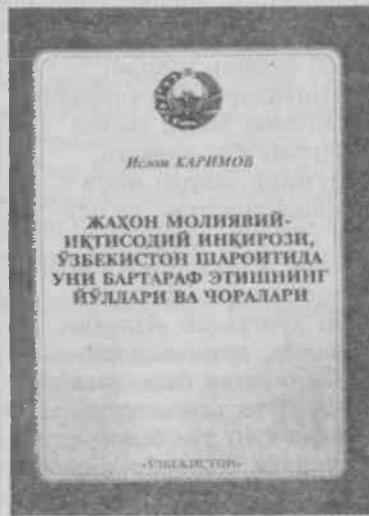 Ислом КАРИМОВ
ЖАҲОН МОЛИЯВИЙ-
ИҚТИСОДИЙ ИНҚИРОЗИ,
ЎЗБЕКИСТОН ШАРОИТИДА
УНИ БАРТАРАФ ЭТИШНИНГ
ЙЎЛЛАРИ ВА ЧОРАЛАРИ
«ЎЗБЕКИСТОН»